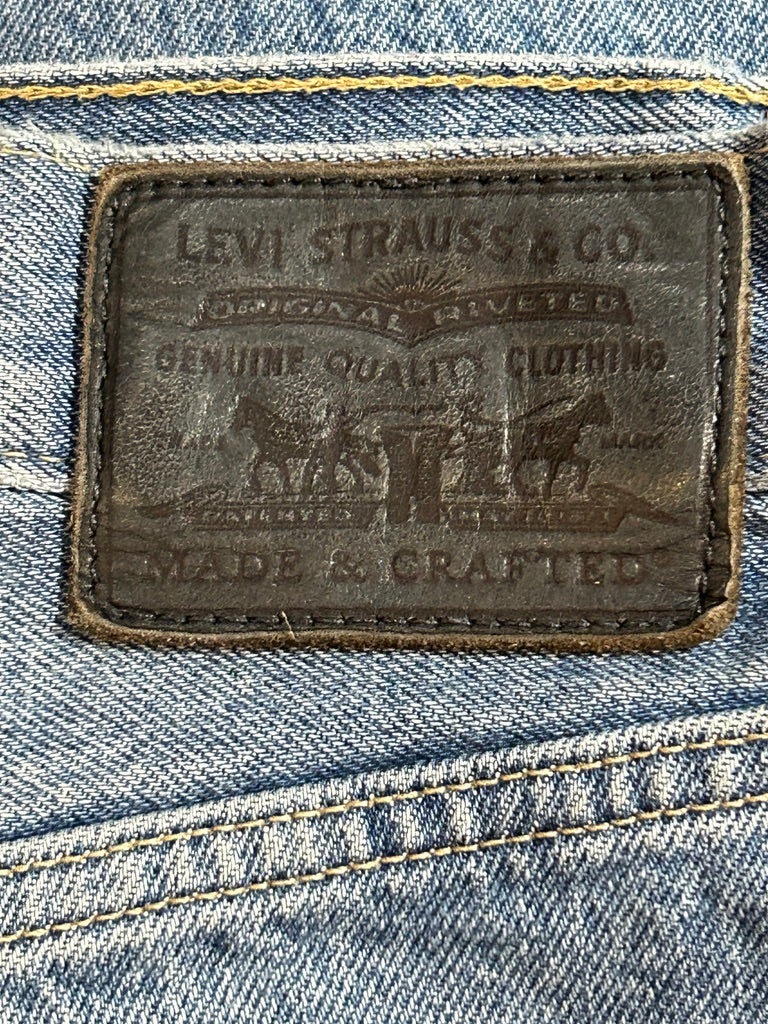 LEVI STRAUSS & CO.
ORIGINAL RIVETED
GENUINE QUALITY CLOTHING
MADE & CRAFTED